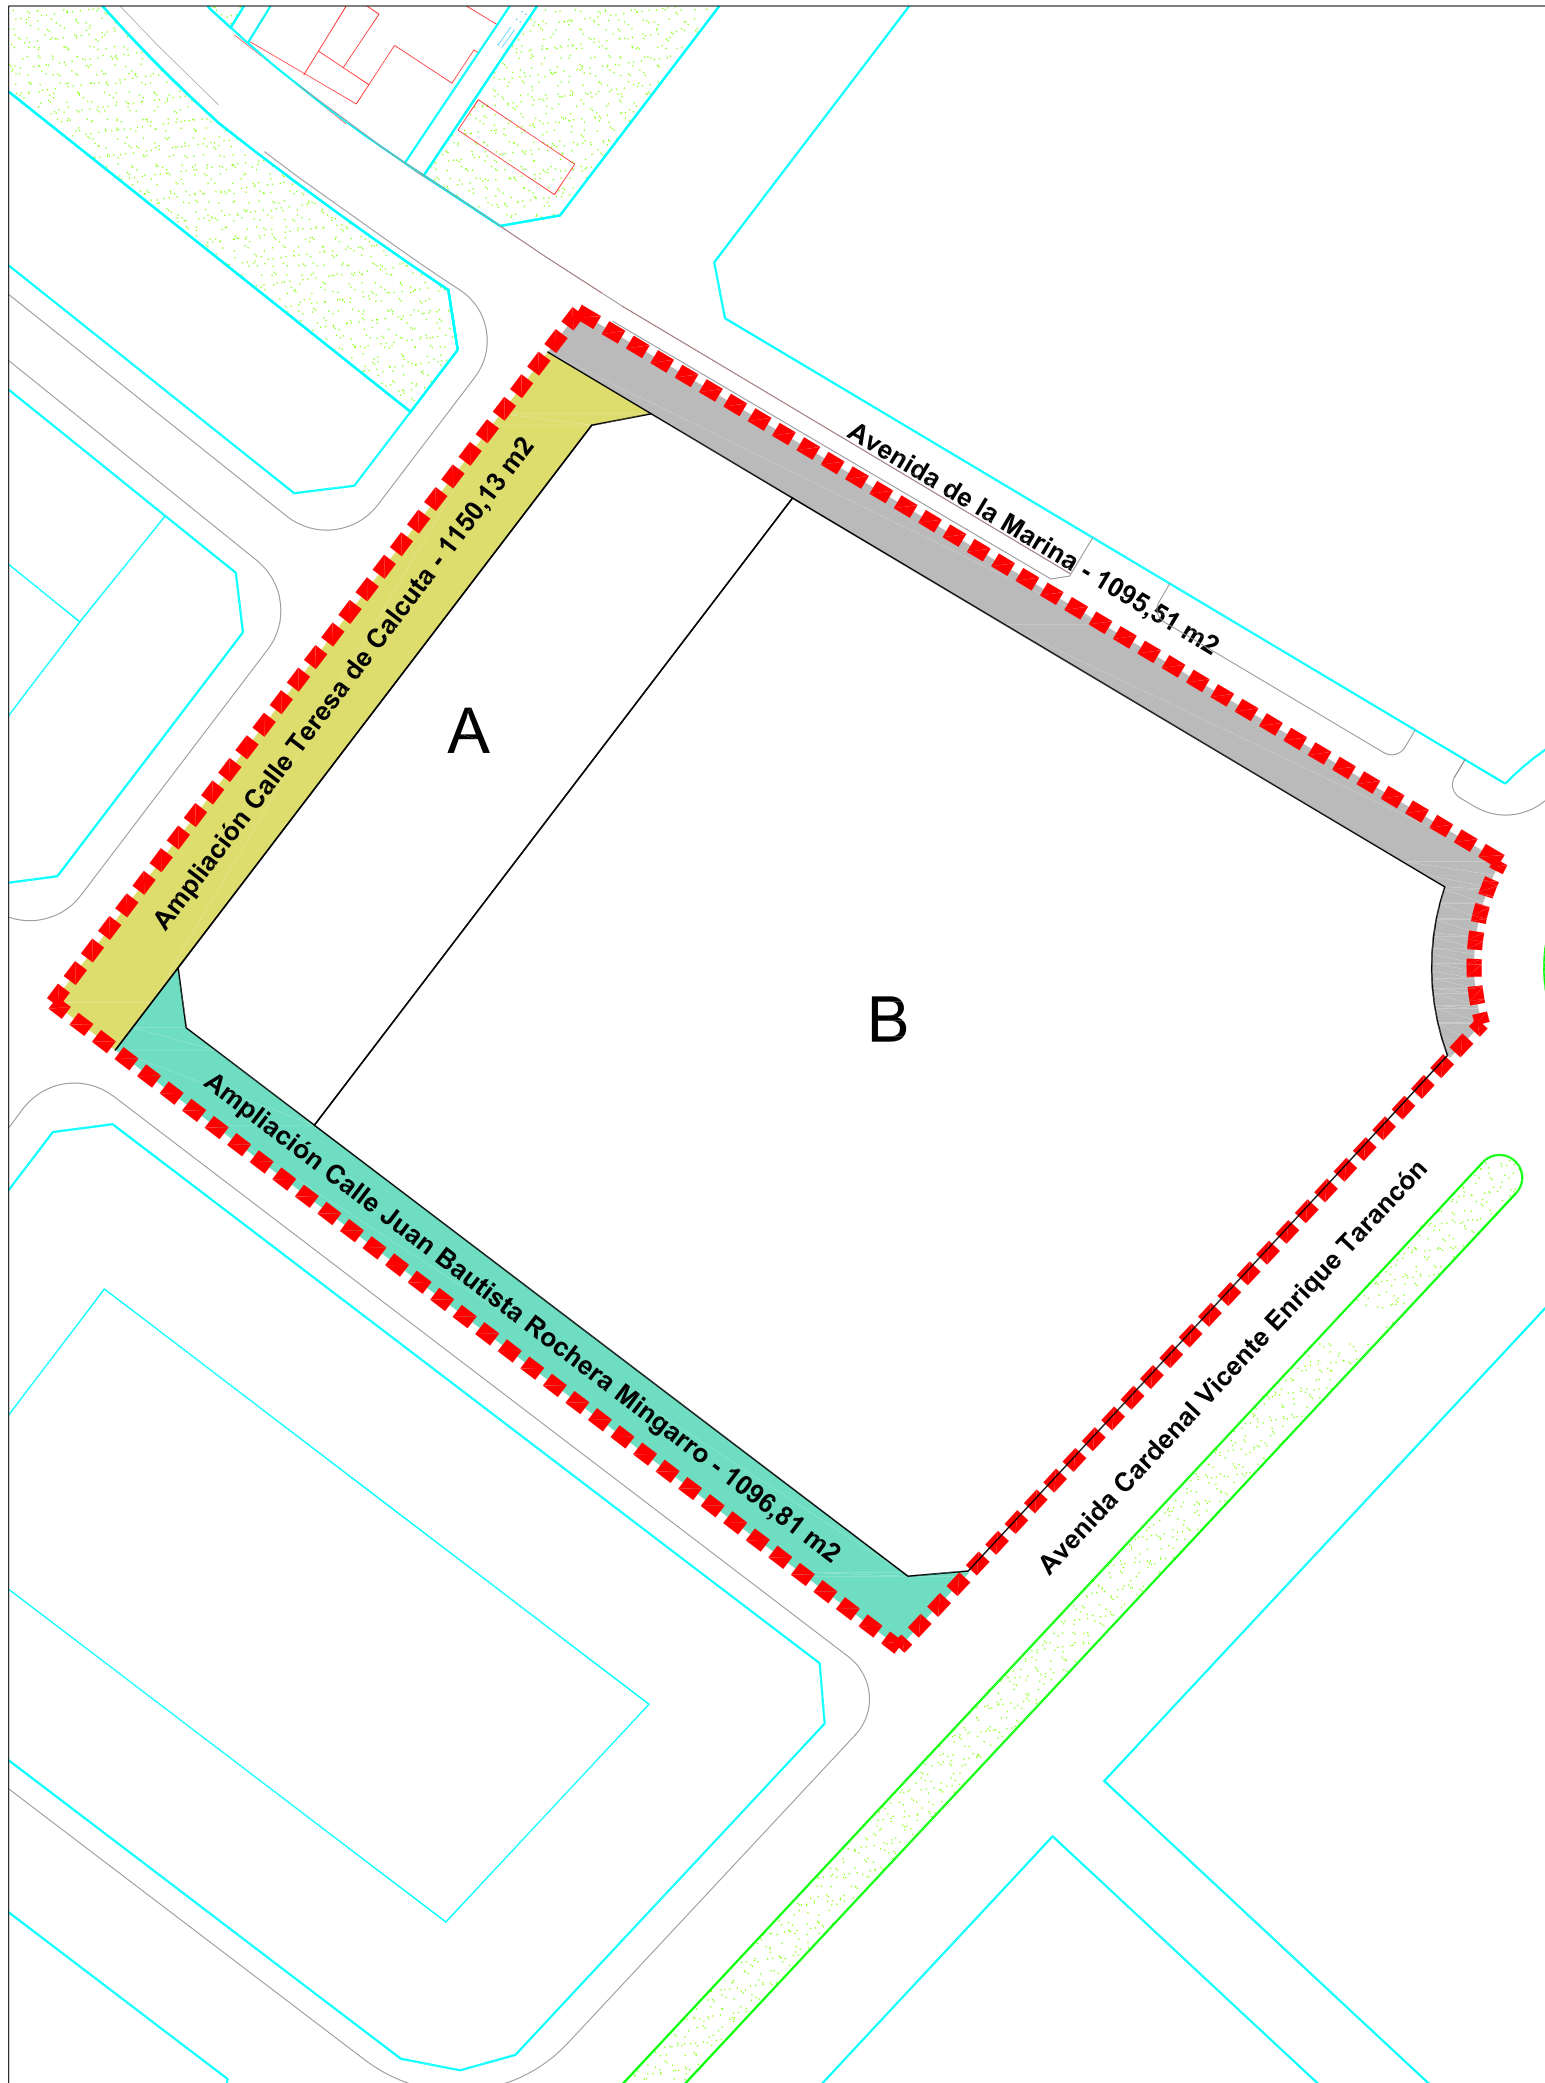 Avenida de la Marina - 1095,51 m2
Ampliación Calle Teresa de Calcuta - 1150,13 m2
A
B
Ampliación Calle Juan Bautista Rochera Mingarro - 1096,81 m2
Avenida Cardenal Vicente Enrique Tarancón